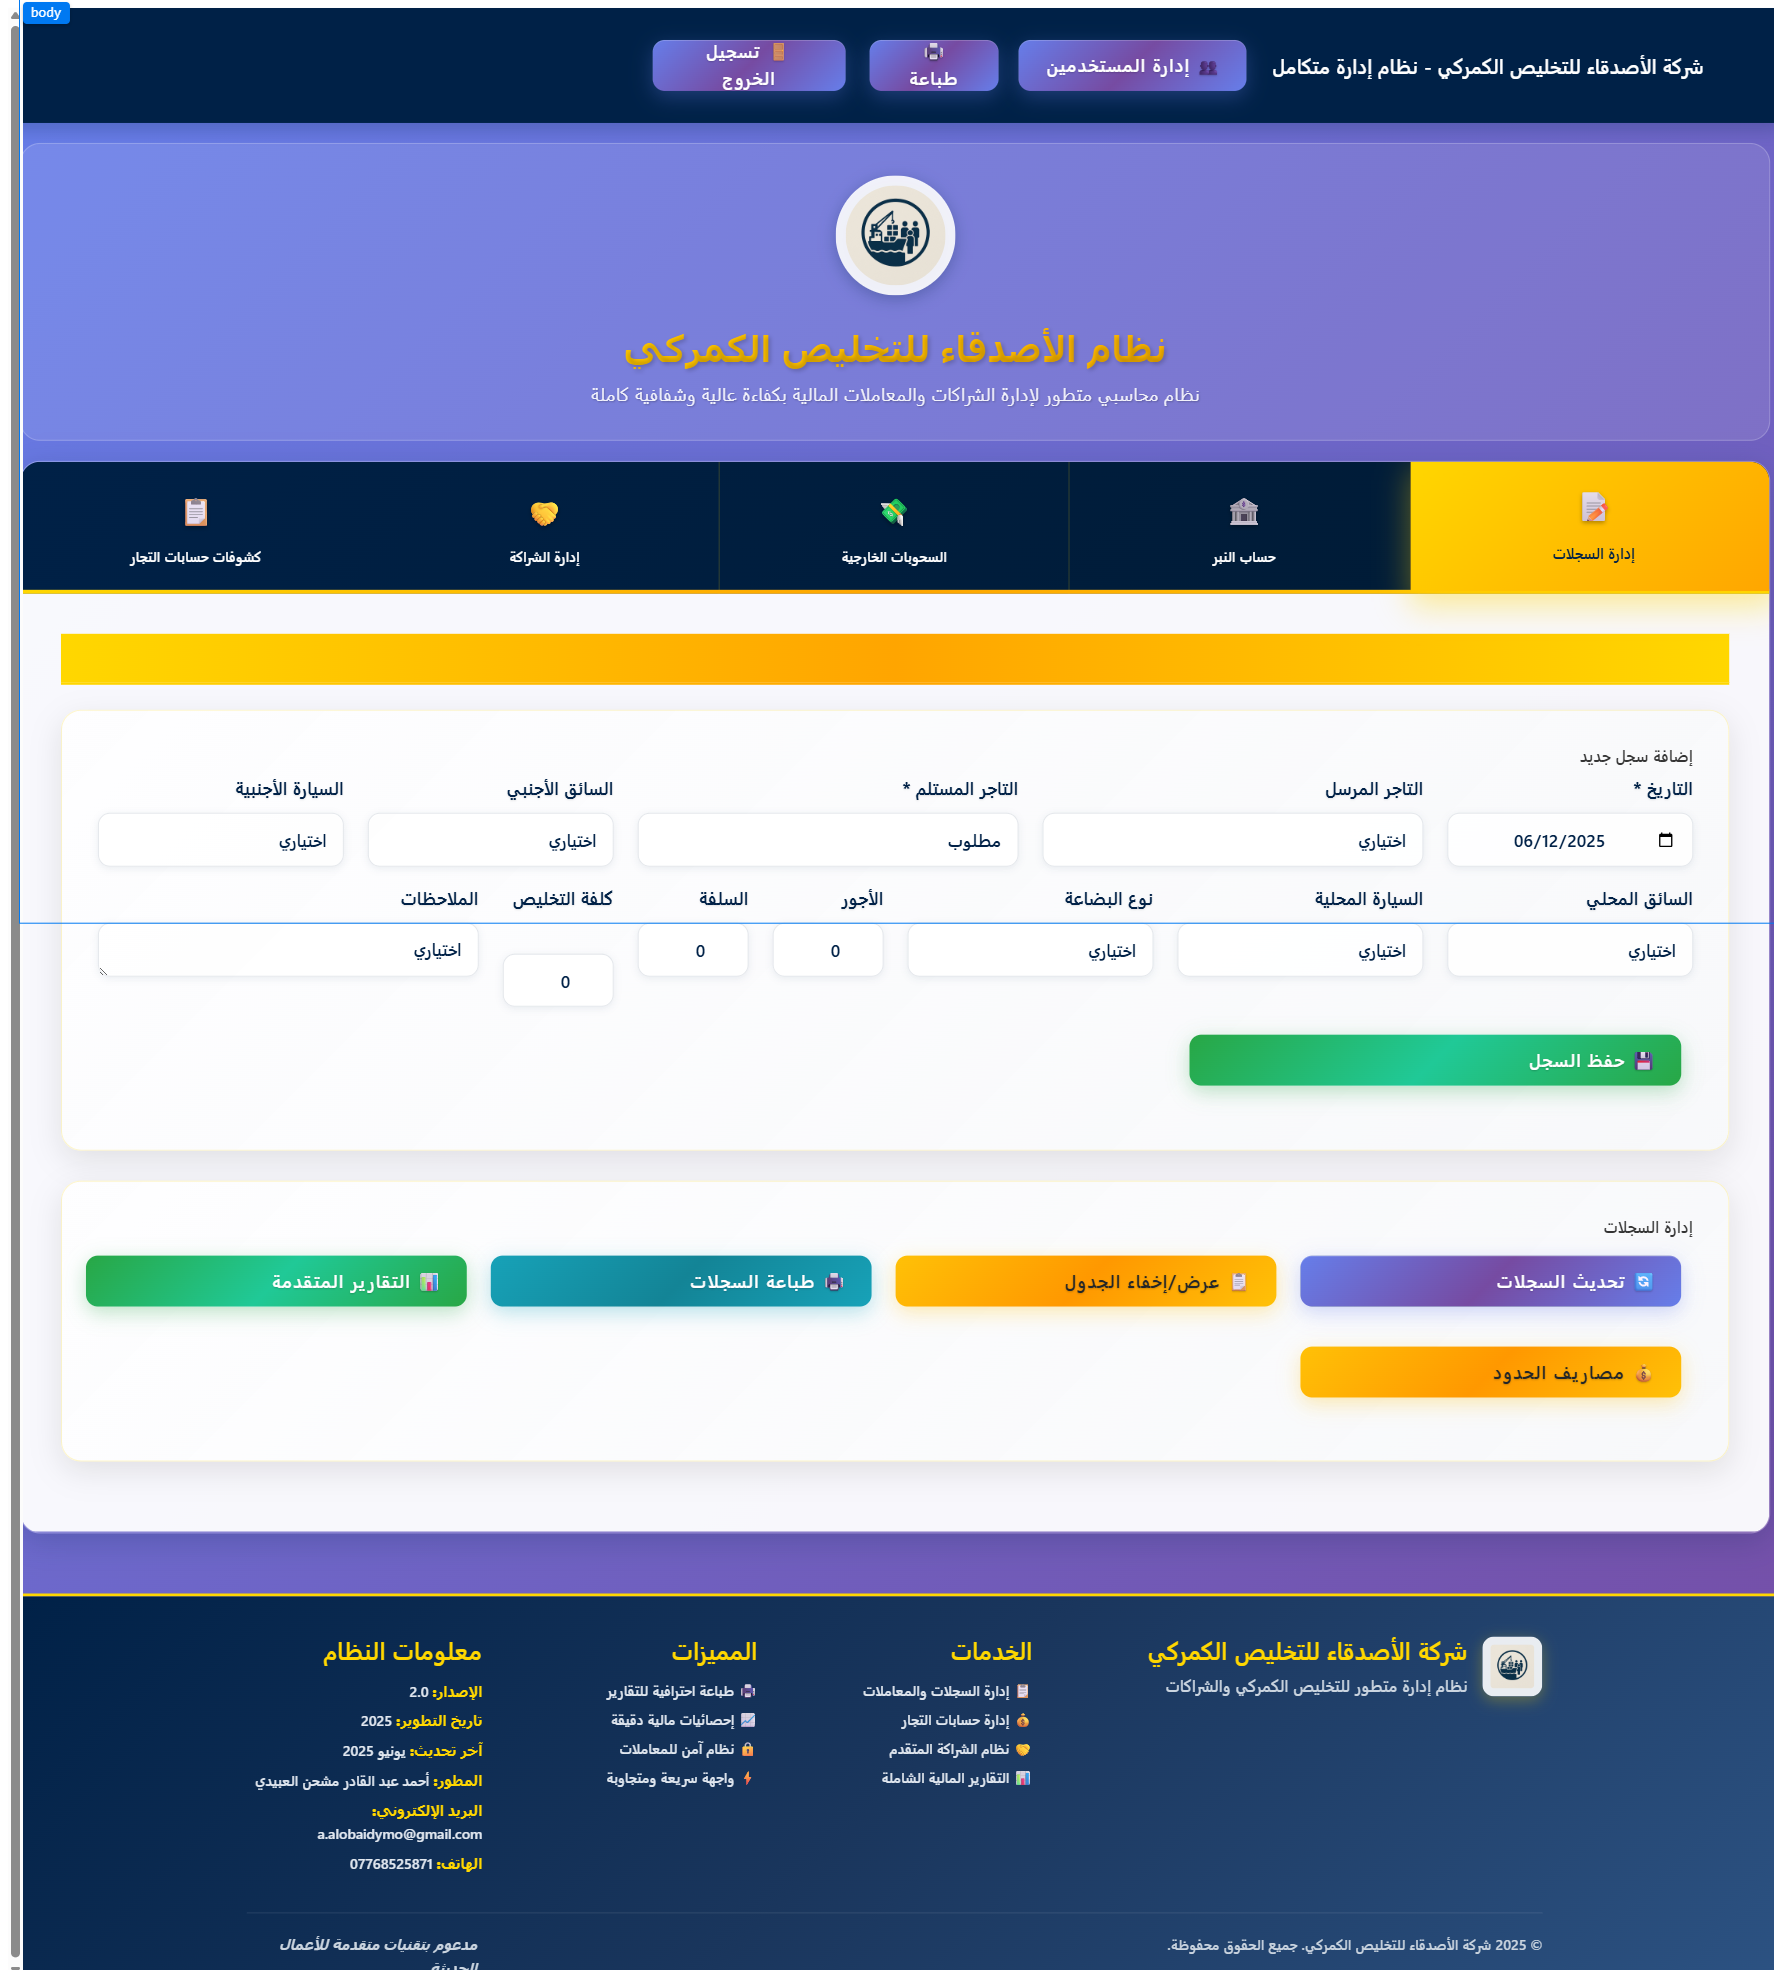 body
شركة الأصدقاء للتخليص الكمركي - نظام إدارة متكامل
إدارة المستخدمين
طباعة
تسجيل
الخروج
نظام الأصدقاء للتخليص الكمركي
نظام محاسبي متطور لإدارة الشراكات والمعاملات المالية بكفاءة عالية وشفافية كاملة
إدارة السجلات
حساب النبر
السحوبات الخارجية
إدارة الشراكة
كشوفات حسابات التجار
إضافة سجل جديد
التاريخ *
التاجر المرسل
التاجر المستلم *
السائق الأجنبي
السيارة الأجنبية
06/12/2025
اختياري
مطلوب
اختياري
اختياري
السائق المحلي
السيارة المحلية
نوع البضاعة
الأجور
السلفة
كلفة التخليص
الملاحظات
اختياري
اختياري
اختياري
0
0
0
اختياري
حفظ السجل
إدارة السجلات
تحديث السجلات
عرض/إخفاء الجدول
طباعة السجلات
التقارير المتقدمة
مصاريف الحدود
شركة الأصدقاء للتخليص الكمركي
نظام إدارة متطور للتخليص الكمركي والشراكات
الخدمات
إدارة السجلات والمعاملات
إدارة حسابات التجار
نظام الشراكة المتقدم
التقارير المالية الشاملة
المميزات
طباعة احترافية للتقارير
إحصائيات مالية دقيقة
نظام آمن للمعاملات
واجهة سريعة ومتجاوبة
معلومات النظام
الإصدار: 2.0
تاريخ التطوير: 2025
آخر تحديث: يونيو 2025
المطور: أحمد عبد القادر مشحن العبيدي
البريد الإلكتروني:
a.alobaidymo@gmail.com
الهاتف: 07768525871
© 2025 شركة الأصدقاء للتخليص الكمركي. جميع الحقوق محفوظة.
مدعوم بتقنيات متقدمة للأعمال
الحديثة